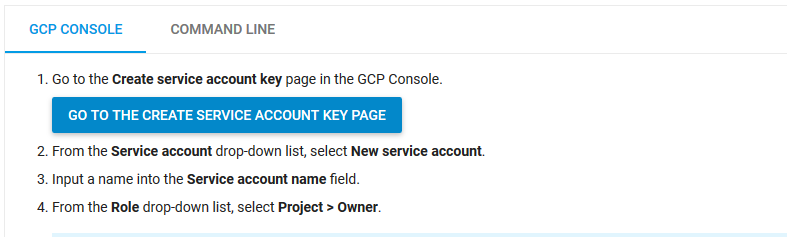 GCP CONSOLE COMMAND LINE
1. Go to the Create service account key page in the GCP Console.
GO TO THE CREATE SERVICE ACCOUNT KEY PAGE
2. From the Service account drop-down list, select New service account.
3. Input a name into the Service account name field.
4. From the Role drop-down list, select Project > Owner.